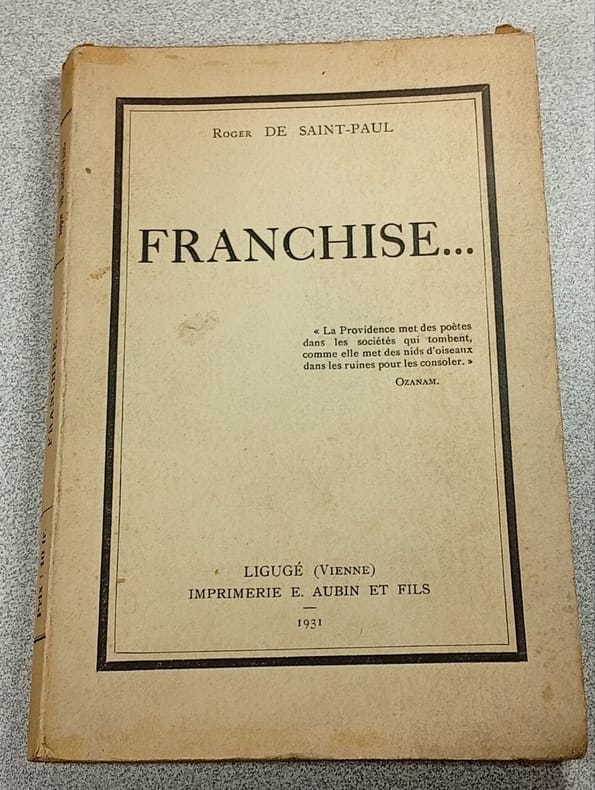 Roger DE SAINT-PAUL
FRANCHISE...
« La Providence met des poètes
dans les sociétés qui tombent,
comme elle met des nids d'oiseaux
dans les ruines pour les consoler. »
Ozanam.
LIGUGÉ (Vienne)
IMPRIMERIE E. AUBIN ET FILS
1931
FRANCHISE...